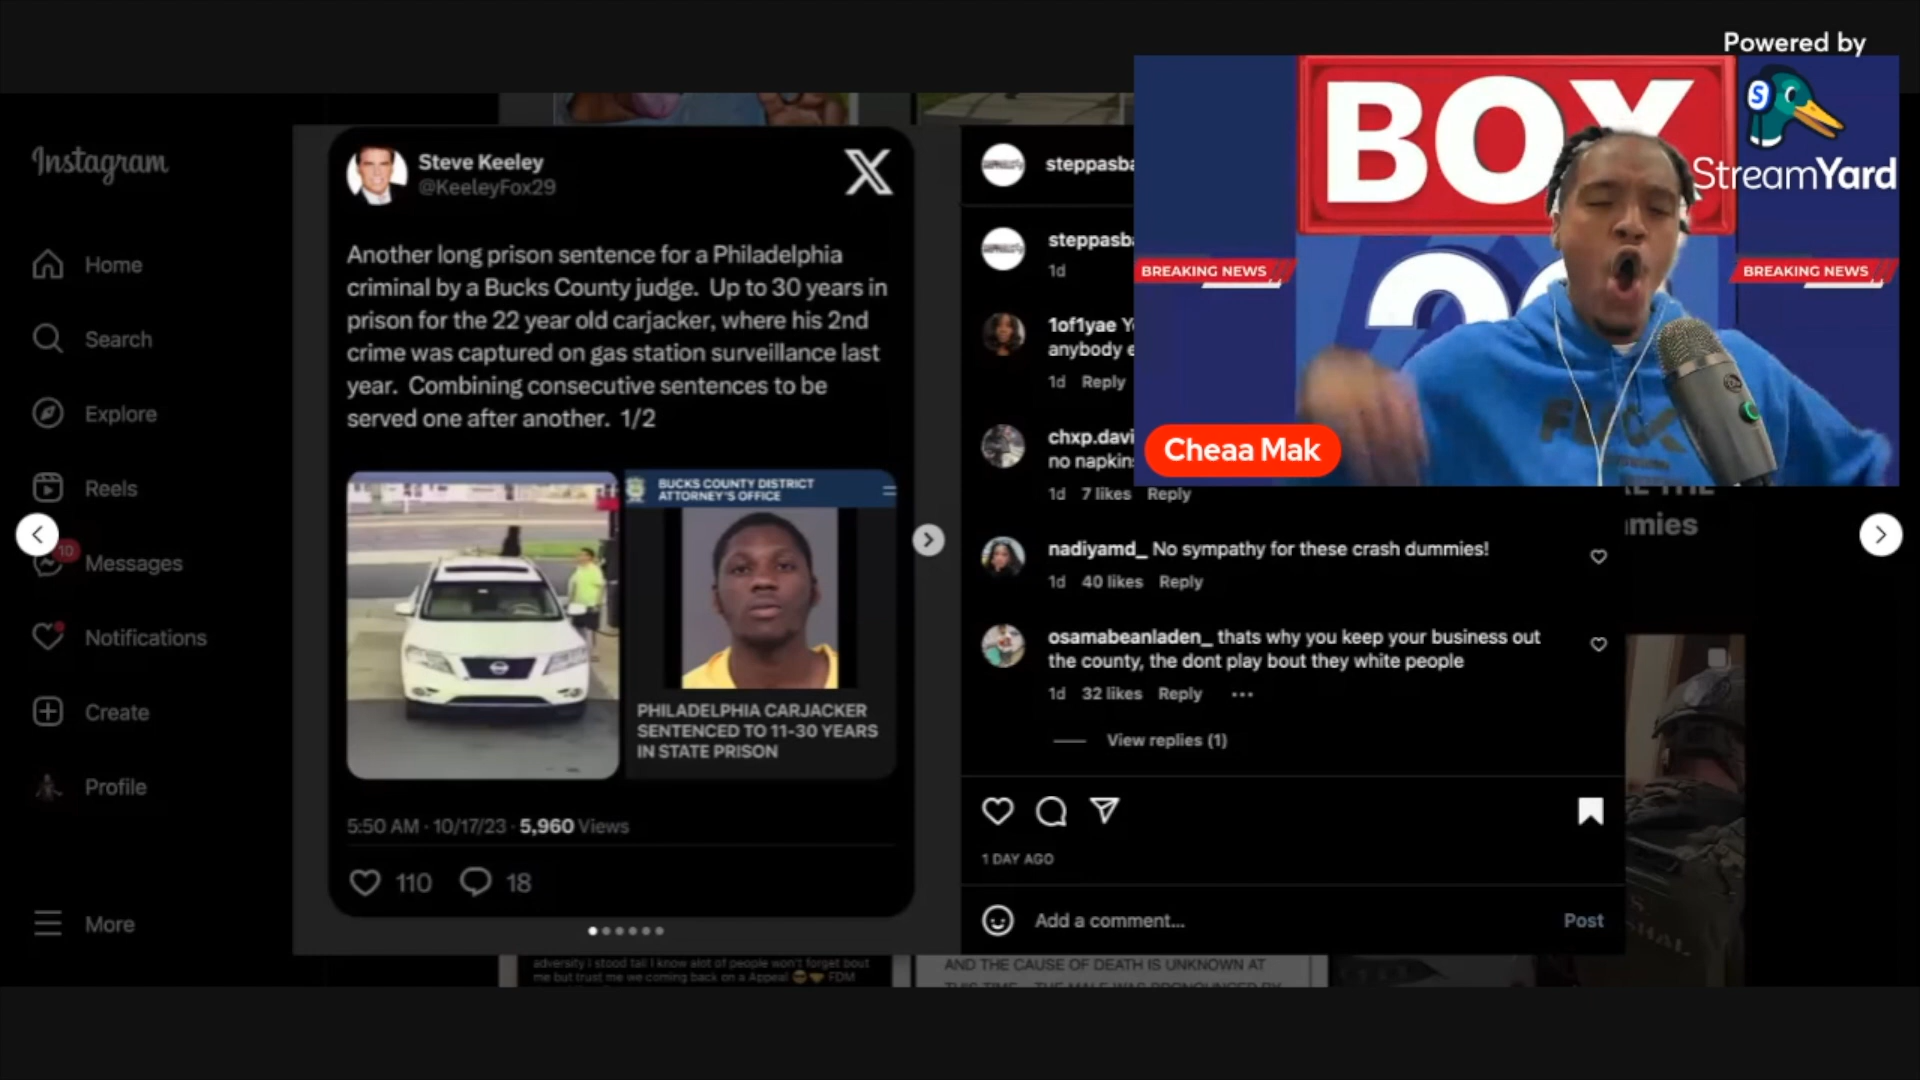 Powered by
StreamYard
BOX
BREAKING NEWS
BREAKING NEWS
Cheaa Mak
Instagram
Home
Search
Explore
Reels
10
Messages
Notifications
Create
Profile
More
Steve Keeley
@KeeleyFox29
Another long prison sentence for a Philadelphia
criminal by a Bucks County judge. Up to 30 years in
prison for the 22 year old carjacker, where his 2nd
crime was captured on gas station surveillance last
year. Combining consecutive sentences to be
served one after another. 1/2
BUCKS COUNTY DISTRICT
ATTORNEY'S OFFICE
PHILADELPHIA CARJACKER
SENTENCED TO 11-30 YEARS
IN STATE PRISON
5:50 AM · 10/17/23 · 5,960 Views
110
18
steppasba
steppasba
1d
1of1yae Y
anybody e
1d Reply
chxp.davi
no napkin
1d 7 likes Reply
nadiyamd_ No sympathy for these crash dummies!
1d 40 likes Reply
osamabeanladen_ thats why you keep your business out
the county, the dont play bout they white people
1d 32 likes Reply
View replies (1)
1 DAY AGO
Add a comment...
Post
adversity i stood tall I know alot of people won't forget bout
me but trust me we coming back on a Appeal 😎🤝 FDM
AND THE CAUSE OF DEATH IS UNKNOWN AT